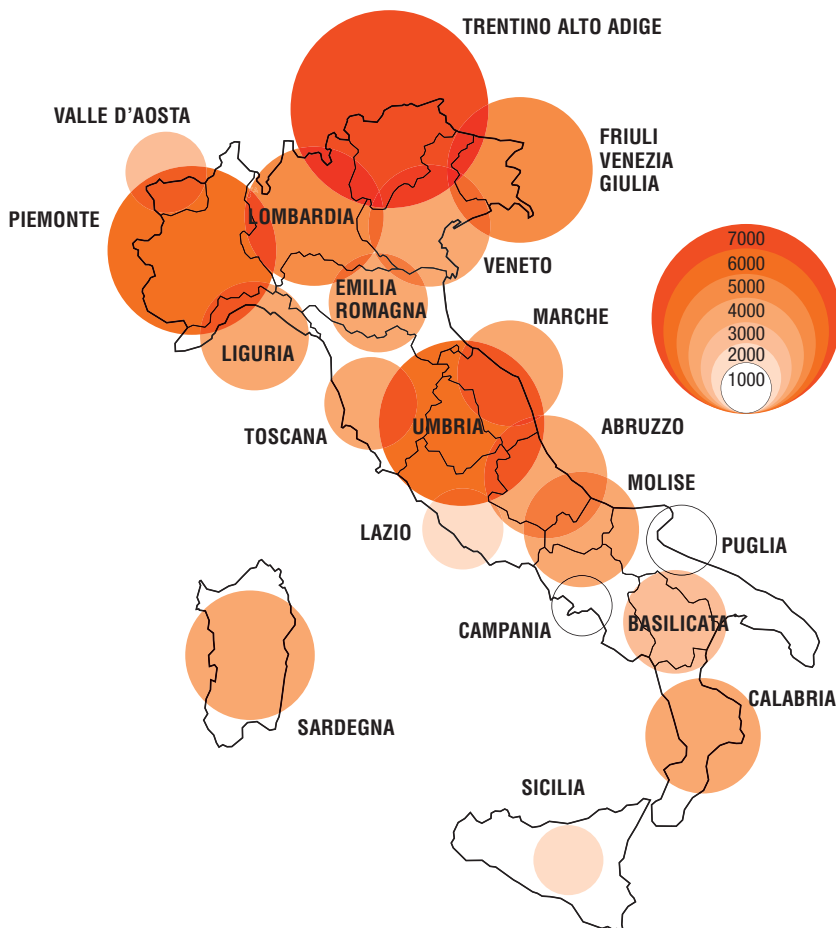 TRENTINO ALTO ADIGE
VALLE D'AOSTA
FRIULI
VENEZIA
GIULIA
PIEMONTE
LOMBARDIA
VENETO
EMILIA
ROMAGNA
MARCHE
LIGURIA
TOSCANA
UMBRIA
ABRUZZO
MOLISE
LAZIO
PUGLIA
CAMPANIA
BASILICATA
CALABRIA
SARDEGNA
SICILIA
7000
6000
5000
4000
3000
2000
1000